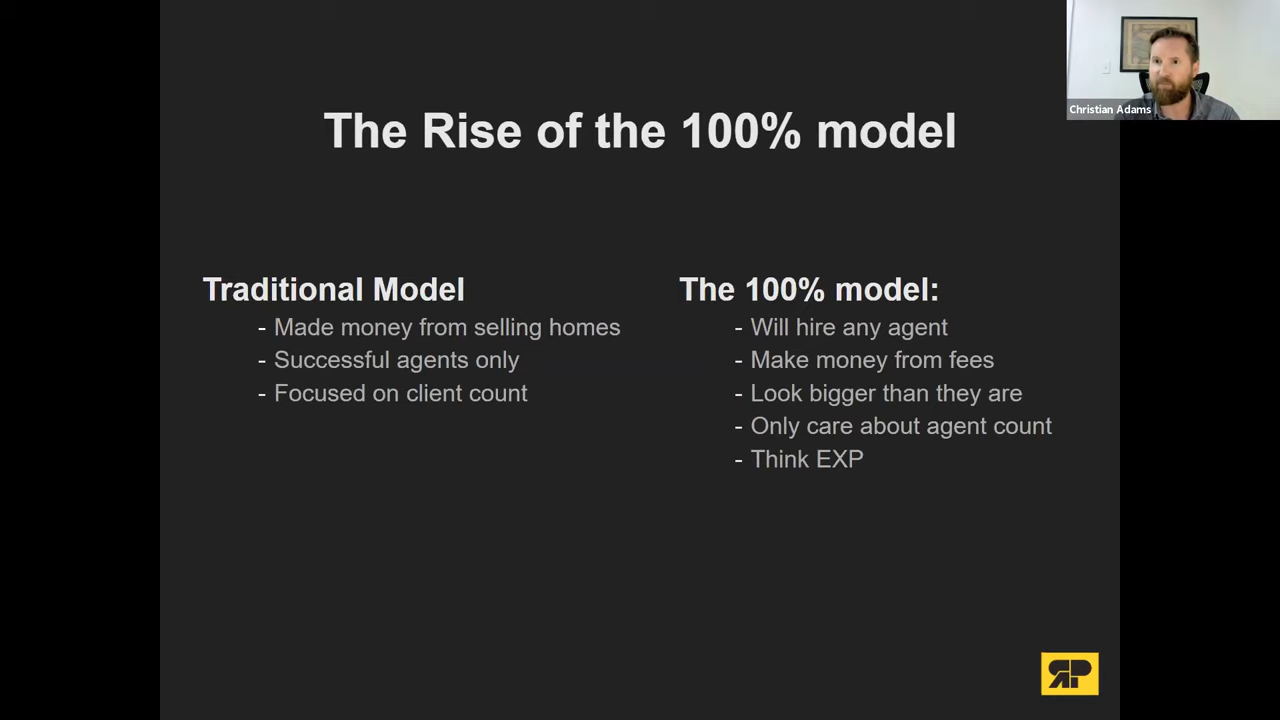 Christian Adams
The Rise of the 100% model
Traditional Model
- Made money from selling homes
- Successful agents only
- Focused on client count
The 100% model:
- Will hire any agent
- Make money from fees
- Look bigger than they are
- Only care about agent count
- Think EXP